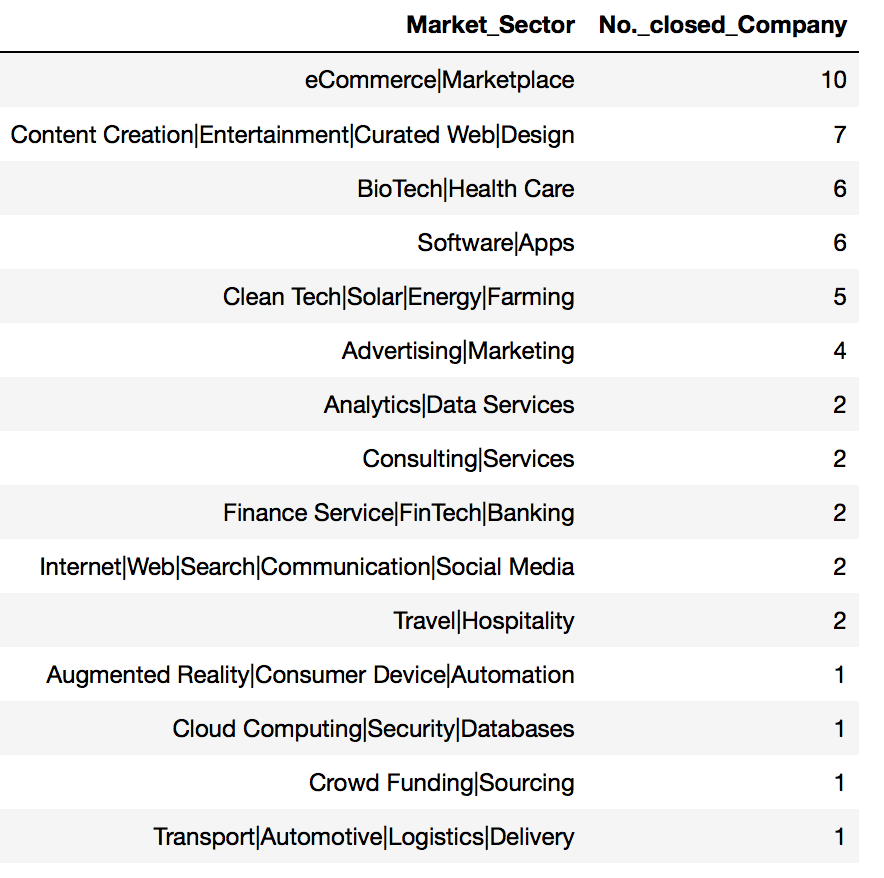 Market_Sector No._closed_Company
eCommerce|Marketplace 10
Content Creation|Entertainment|Curated Web|Design 7
BioTech|Health Care 6
Software|Apps 6
Clean Tech|Solar|Energy|Farming 5
Advertising|Marketing 4
Analytics|Data Services 2
Consulting|Services 2
Finance Service|FinTech|Banking 2
Internet|Web|Search|Communication|Social Media 2
Travel|Hospitality 2
Augmented Reality|Consumer Device|Automation 1
Cloud Computing|Security|Databases 1
Crowd Funding|Sourcing 1
Transport|Automotive|Logistics|Delivery 1